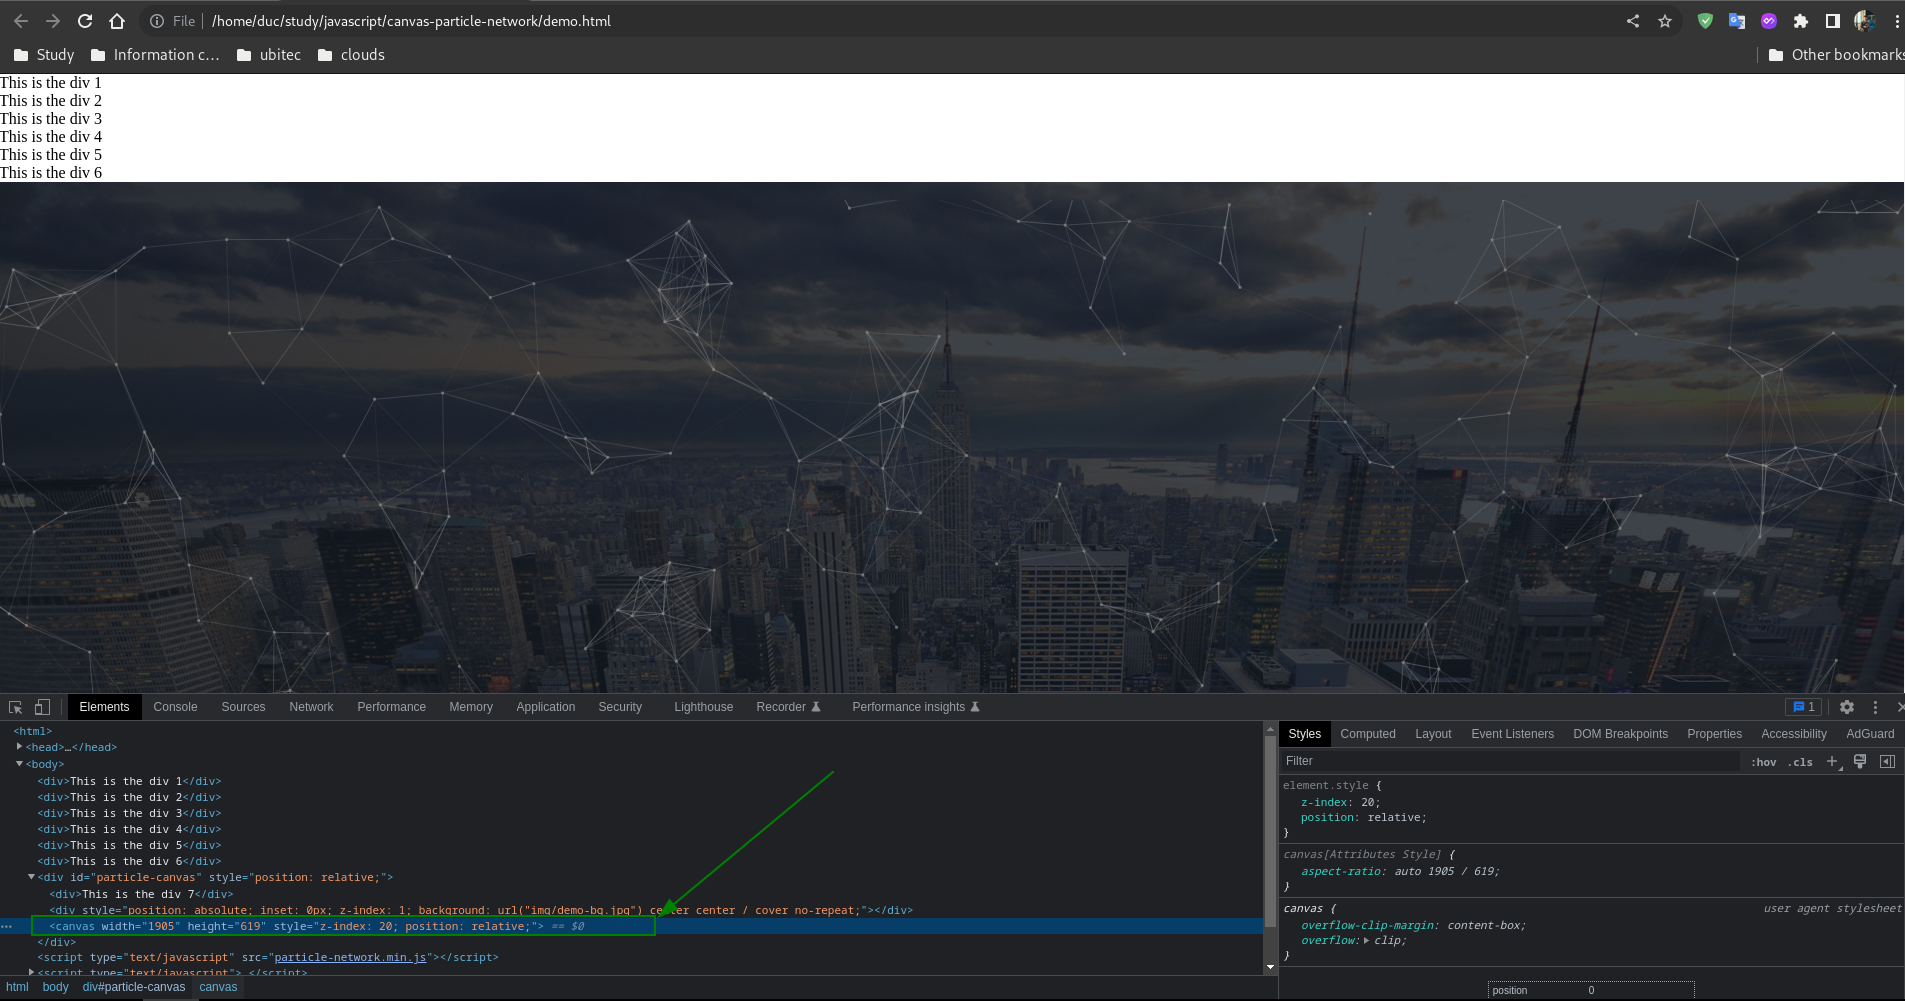 File /home/duc/study/javascript/canvas-particle-network/demo.html
Study Information c... ubitec clouds Other bookmarks
This is the div 1
This is the div 2
This is the div 3
This is the div 4
This is the div 5
This is the div 6
Elements Console Sources Network Performance Memory Application Security Lighthouse Recorder Performance insights 1
<html>
<head>…</head>
<body>
<div>This is the div 1</div>
<div>This is the div 2</div>
<div>This is the div 3</div>
<div>This is the div 4</div>
<div>This is the div 5</div>
<div>This is the div 6</div>
<div id="particle-canvas" style="position: relative;">
<div>This is the div 7</div>
<div style="position: absolute; inset: 0px; z-index: 1; background: url("img/demo-bg.jpg") center center / cover no-repeat;"></div>
<canvas width="1905" height="619" style="z-index: 20; position: relative;"> == $0
</div>
<script type="text/javascript" src="particle-network.min.js"></script>
<script type="text/javascript"> </script>
html body div#particle-canvas canvas
Styles Computed Layout Event Listeners DOM Breakpoints Properties Accessibility AdGuard
Filter :hov .cls
element.style {
z-index: 20;
position: relative;
}
canvas[Attributes Style] {
aspect-ratio: auto 1905 / 619;
}
canvas { user agent stylesheet
overflow-clip-margin: content-box;
overflow: clip;
}
position 0